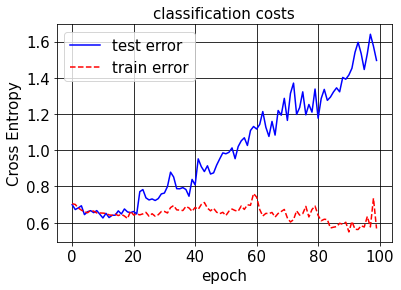 classification costs
test error
train error
Cross Entropy
1.6
1.4
1.2
1.0
0.8
0.6
0 20 40 60 80 100
epoch